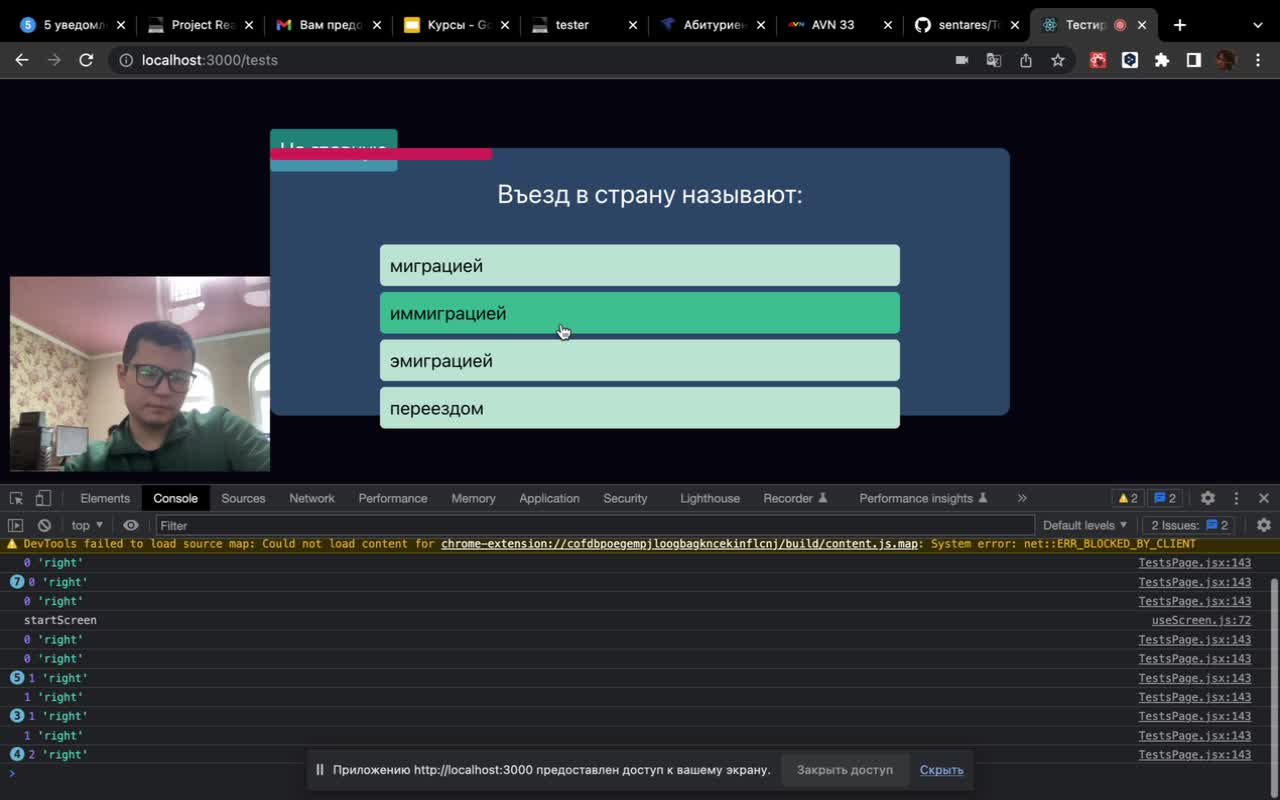 5 уведомл
Project Rea
Вам предо
Курсы - Go
tester
Абитуриен
AVN 33
sentares/Te
Тестир
localhost:3000/tests
На главную
Въезд в страну называют:
миграцией
иммиграцией
эмиграцией
переездом
Elements Console Sources Network Performance Memory Application Security Lighthouse Recorder Performance insights 2 2
top Filter Default levels 2 Issues: 2
DevTools failed to load source map: Could not load content for chrome-extension://cofdbpoegempjloogbagkncekinflcnj/build/content.js.map: System error: net::ERR_BLOCKED_BY_CLIENT
0 'right' TestsPage.jsx:143
7 0 'right' TestsPage.jsx:143
0 'right' TestsPage.jsx:143
startScreen useScreen.js:72
0 'right' TestsPage.jsx:143
0 'right' TestsPage.jsx:143
5 1 'right' TestsPage.jsx:143
1 'right' TestsPage.jsx:143
3 1 'right' TestsPage.jsx:143
1 'right' TestsPage.jsx:143
4 2 'right' TestsPage.jsx:143
Приложению http://localhost:3000 предоставлен доступ к вашему экрану. Закрыть доступ Скрыть